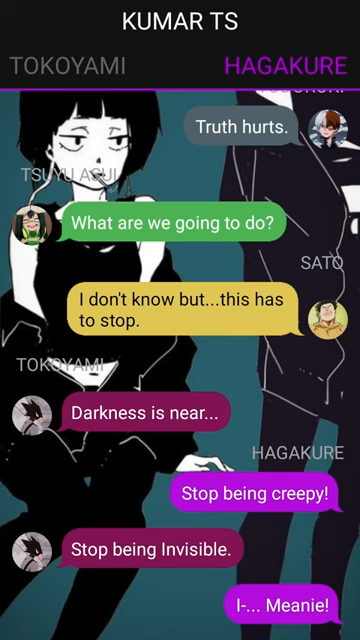 KUMAR TS
TOKOYAMI
HAGAKURE
TODOROKI
Truth hurts.
TSUYU ASUI
What are we going to do?
SATO
I don't know but...this has
to stop.
TOKOYAMI
Darkness is near...
HAGAKURE
Stop being creepy!
Stop being Invisible.
I-... Meanie!